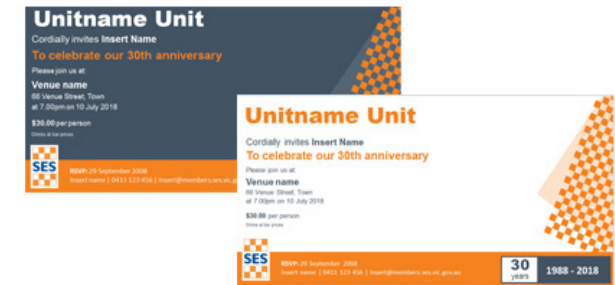 Unitname Unit
Cordially invites Insert Name
To celebrate our 30th anniversary
Please join us at
Venue name
66 Venue Street, Town
at 7.00pm on 10 July 2018
$30.00 per person
Drinks at bar prices
SES
RSVP: 29 September 2008
Insert name | 0411 123 456 | Insert@members.ses.vic.g
Unitname Unit
Cordially invites Insert Name
To celebrate our 30th anniversary
Please join us at
Venue name
66 Venue Street, Town
at 7.00pm on 10 July 2018
$30.00 per person
Drinks at bar prices
SES
RSVP: 29 September 2008
Insert name | 0411 123 456 | Insert@members.ses.vic.gov.au
30
years
1988 - 2018